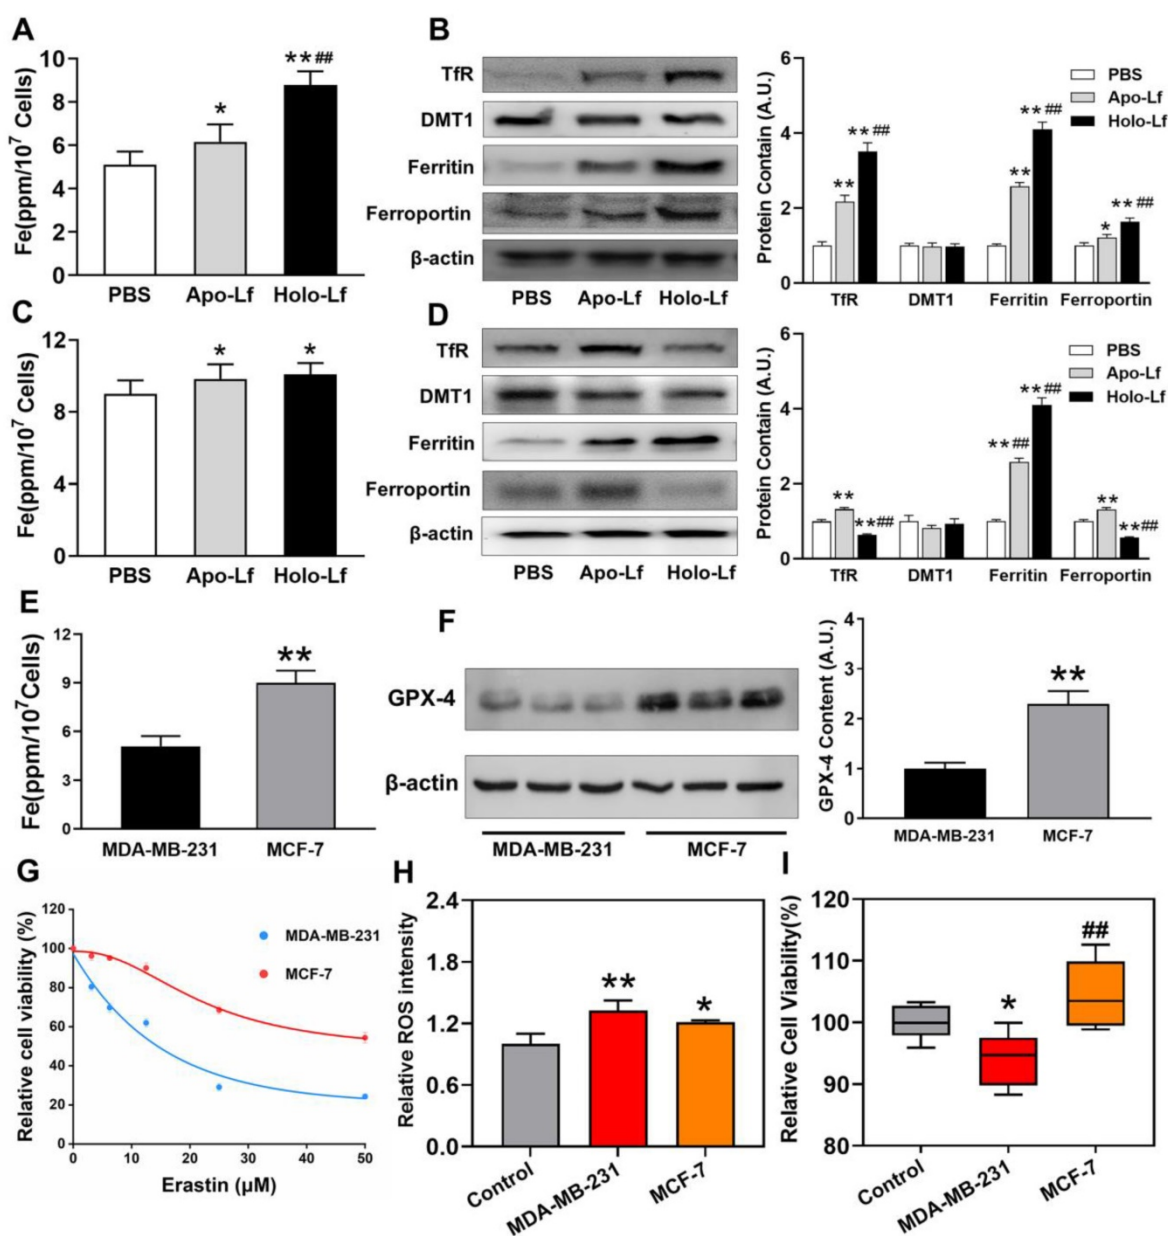 A
Fe(ppm/10⁷ Cells)
10
8
6
4
2
0
*
**##
PBS Apo-Lf Holo-Lf
B
TfR
DMT1
Ferritin
Ferroportin
β-actin
PBS Apo-Lf Holo-Lf
Protein Contain (A.U.)
6
4
2
0
PBS
Apo-Lf
Holo-Lf
** **## ** **## * **##
TfR DMT1 Ferritin Ferroportin
C
Fe(ppm/10⁷ Cells)
12
9
6
3
0
* *
PBS Apo-Lf Holo-Lf
D
TfR
DMT1
Ferritin
Ferroportin
β-actin
PBS Apo-Lf Holo-Lf
Protein Contain (A.U.)
6
4
2
0
PBS
Apo-Lf
Holo-Lf
** **## **## **## ** **##
TfR DMT1 Ferritin Ferroportin
E
Fe(ppm/10⁷Cells)
12
9
6
3
0
**
MDA-MB-231 MCF-7
F
GPX-4
β-actin
MDA-MB-231 MCF-7
GPX-4 Content (A.U.)
4
3
2
1
0
**
MDA-MB-231 MCF-7
G
Relative cell viability (%)
120
100
80
60
40
20
0
MDA-MB-231
MCF-7
0 10 20 30 40 50
Erastin (μM)
H
Relative ROS intensity
2.4
1.8
1.2
0.6
0.0
** *
Control MDA-MB-231 MCF-7
I
Relative Cell Viability(%)
120
110
100
90
80
* ##
Control MDA-MB-231 MCF-7